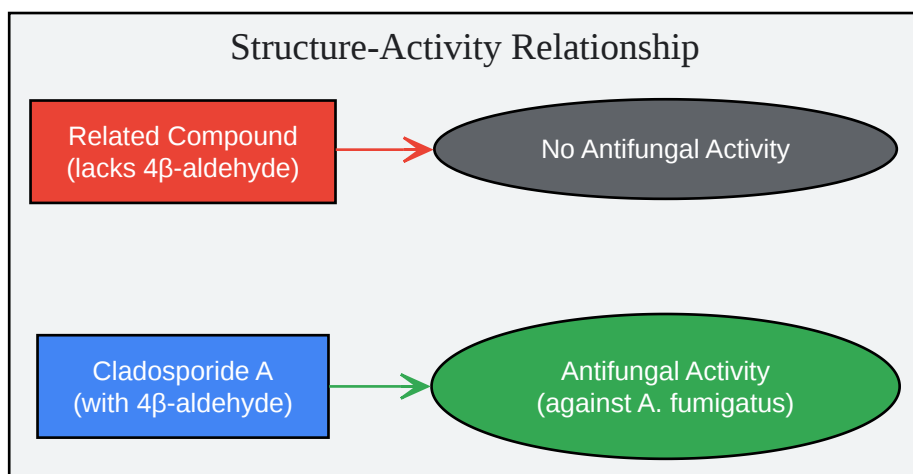 Structure-Activity Relationship
Related Compound
(lacks 4β-aldehyde)
No Antifungal Activity
Cladosporide A
(with 4β-aldehyde)
Antifungal Activity
(against A. fumigatus)